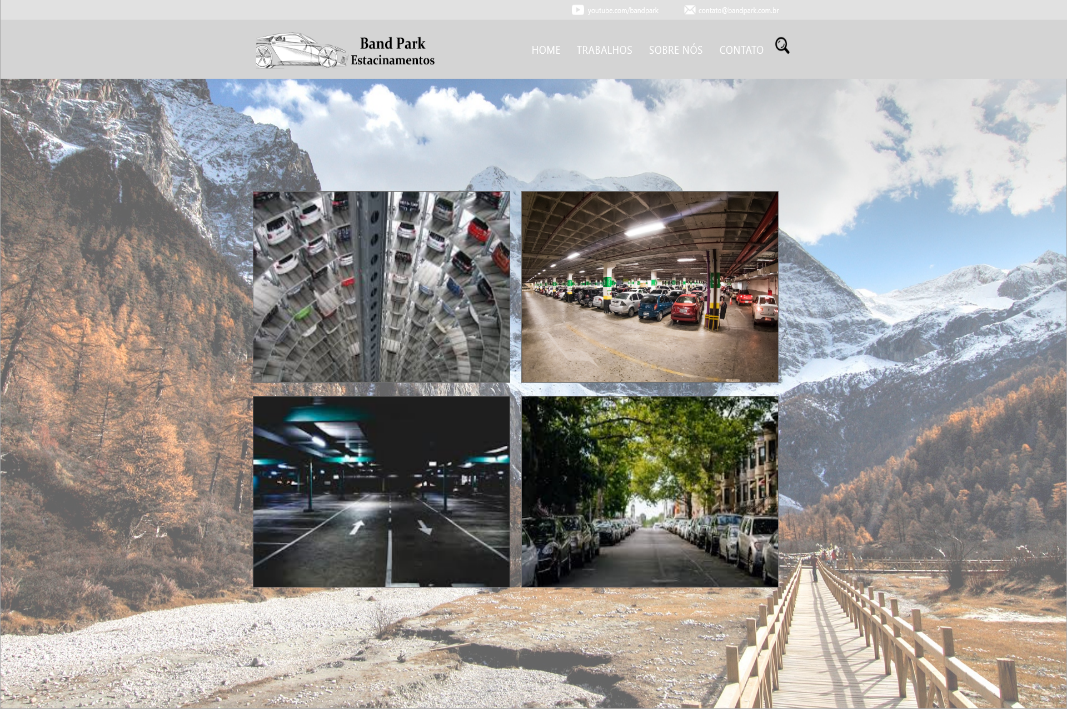 youtube.com/bandpark contato@bandpark.com.br
Band Park
Estacinamentos
HOME TRABALHOS SOBRE NÓS CONTATO